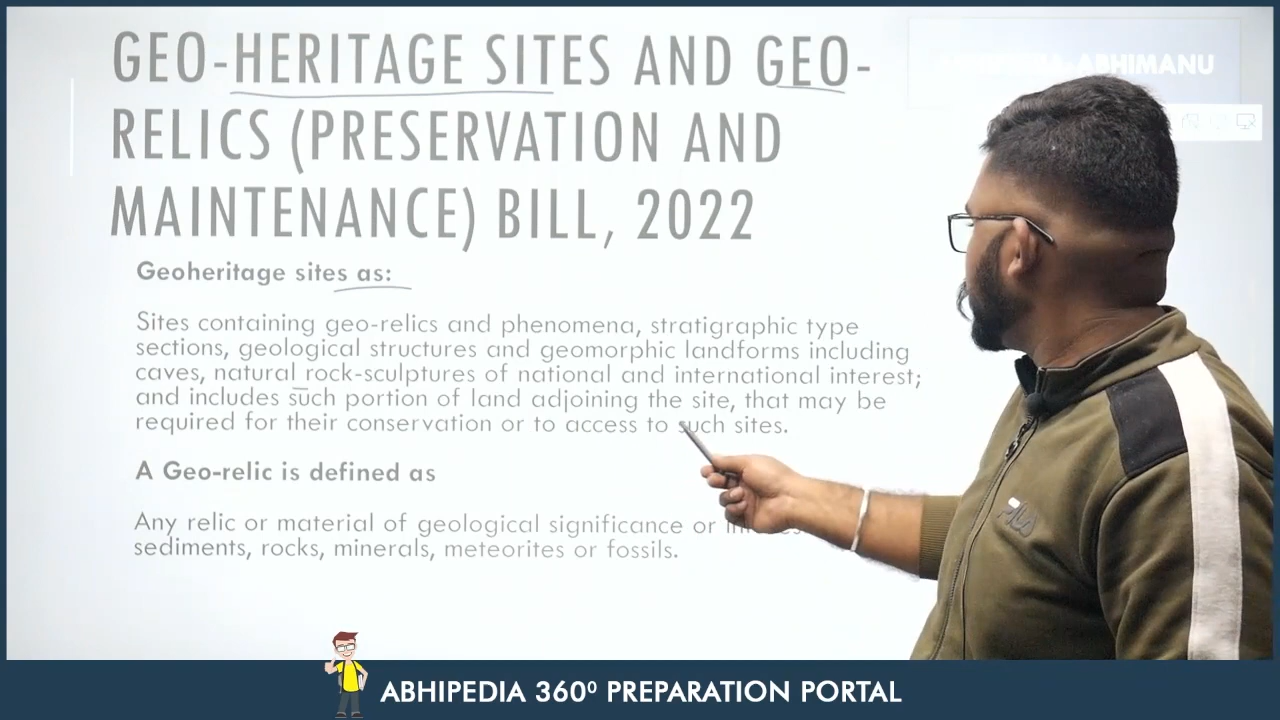 GEO-HERITAGE SITES AND GEO-
RELICS (PRESERVATION AND
MAINTENANCE) BILL, 2022
ABHIMANU
Geoheritage sites as:
Sites containing geo-relics and phenomena, stratigraphic type
sections, geological structures and geomorphic landforms including
caves, natural rock-sculptures of national and international interest;
and includes such portion of land adjoining the site, that may be
required for their conservation or to access to such sites.
A Geo-relic is defined as
Any relic or material of geological significance or
sediments, rocks, minerals, meteorites or fossils.
FILA
ABHIPEDIA 360⁰ PREPARATION PORTAL